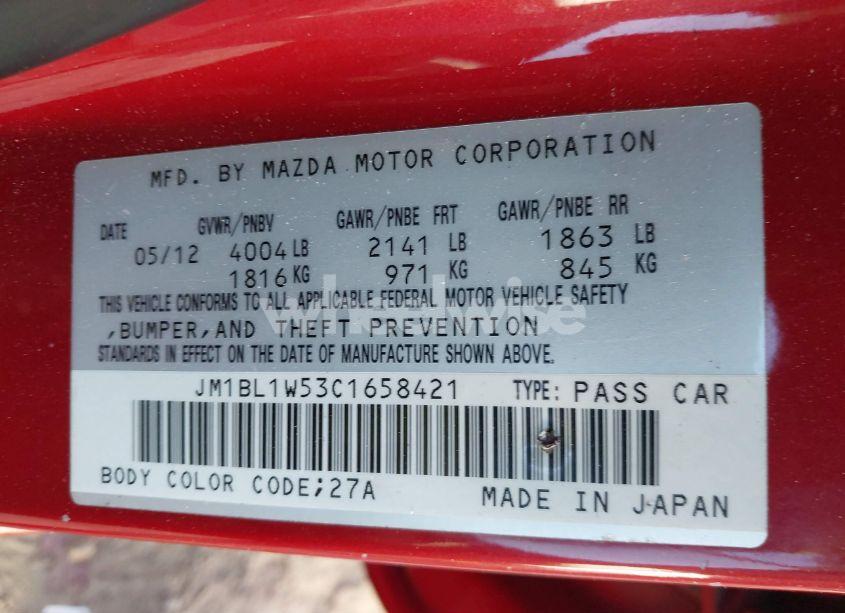 MFD. BY MAZDA MOTOR CORPORATION
DATE GVWR/PNBV GAWR/PNBE FRT GAWR/PNBE RR
05/12 4004 LB 2141 LB 1863 LB
1816 KG 971 KG 845 KG
THIS VEHICLE CONFORMS TO ALL APPLICABLE FEDERAL MOTOR VEHICLE SAFETY
,BUMPER,AND THEFT PREVENTION
STANDARDS IN EFFECT ON THE DATE OF MANUFACTURE SHOWN ABOVE.
JM1BL1W53C1658421 TYPE: PASS CAR
BODY COLOR CODE;27A
MADE IN JAPAN
wheelwise